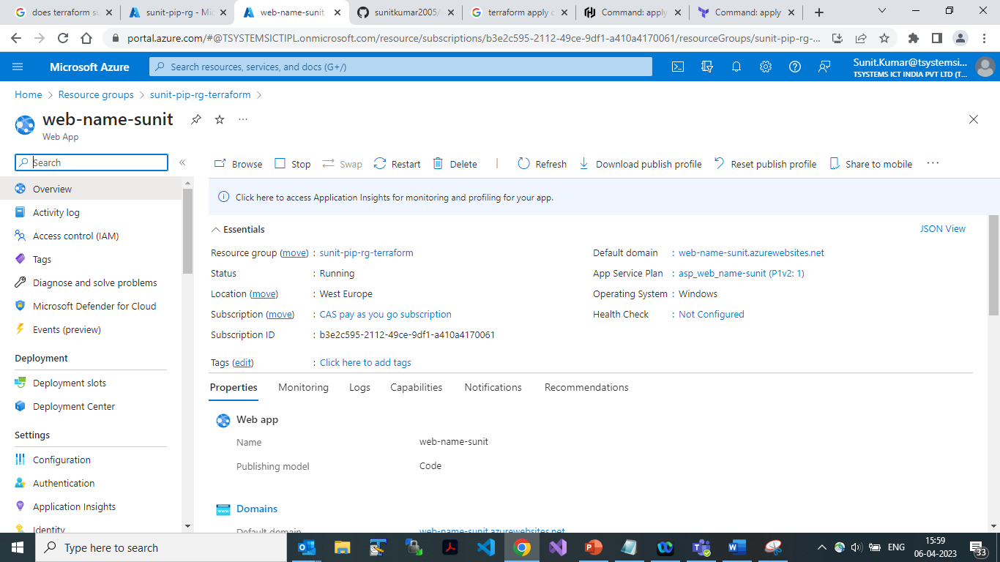 does terraform su
sunit-pip-rg - Mic
web-name-sunit
sunitkumar2005/
terraform apply c
Command: apply
Command: apply
portal.azure.com/#@TSYSTEMSICTIPL.onmicrosoft.com/resource/subscriptions/b3e2c595-2112-49ce-9df1-a410a4170061/resourceGroups/sunit-pip-rg-...
Microsoft Azure
Search resources, services, and docs (G+/)
Sunit.Kumar@tsystemsi...
TSYSTEMS ICT INDIA PVT LTD (T...
Home > Resource groups > sunit-pip-rg-terraform >
web-name-sunit
Web App
Search
Browse Stop Swap Restart Delete Refresh Download publish profile Reset publish profile Share to mobile
Overview
Activity log
Access control (IAM)
Tags
Diagnose and solve problems
Microsoft Defender for Cloud
Events (preview)
Deployment
Deployment slots
Deployment Center
Settings
Configuration
Authentication
Application Insights
Identity
Click here to access Application Insights for monitoring and profiling for your app.
Essentials
JSON View
Resource group (move) : sunit-pip-rg-terraform
Status : Running
Location (move) : West Europe
Subscription (move) : CAS pay as you go subscription
Subscription ID : b3e2c595-2112-49ce-9df1-a410a4170061
Tags (edit) : Click here to add tags
Default domain : web-name-sunit.azurewebsites.net
App Service Plan : asp_web_name-sunit (P1v2: 1)
Operating System : Windows
Health Check : Not Configured
Properties Monitoring Logs Capabilities Notifications Recommendations
Web app
Name web-name-sunit
Publishing model Code
Domains
Default domain web-name-sunit.azurewebsites.net
Type here to search
ENG
15:59
06-04-2023
33